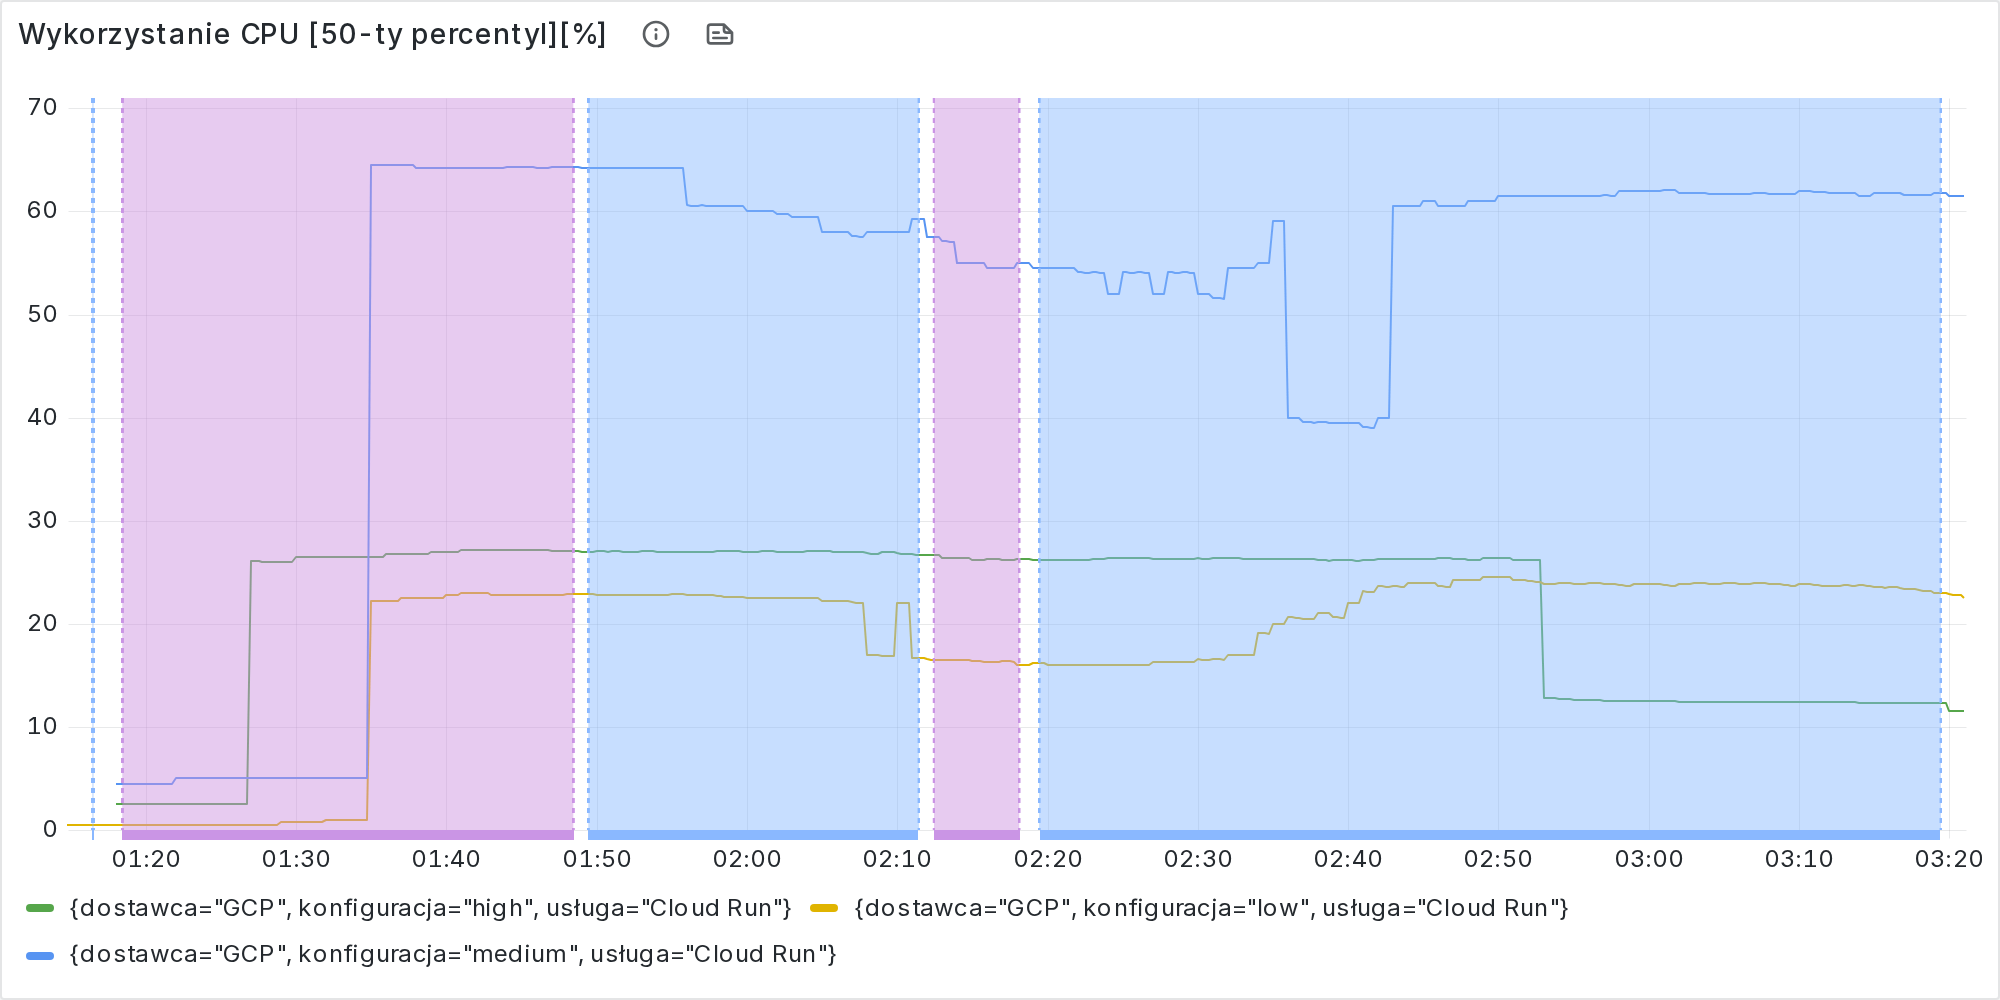 Wykorzystanie CPU [50-ty percentyl][%]
70
60
50
40
30
20
10
0
01:20 01:30 01:40 01:50 02:00 02:10 02:20 02:30 02:40 02:50 03:00 03:10 03:20
{dostawca="GCP", konfiguracja="high", usługa="Cloud Run"} {dostawca="GCP", konfiguracja="low", usługa="Cloud Run"}
{dostawca="GCP", konfiguracja="medium", usługa="Cloud Run"}